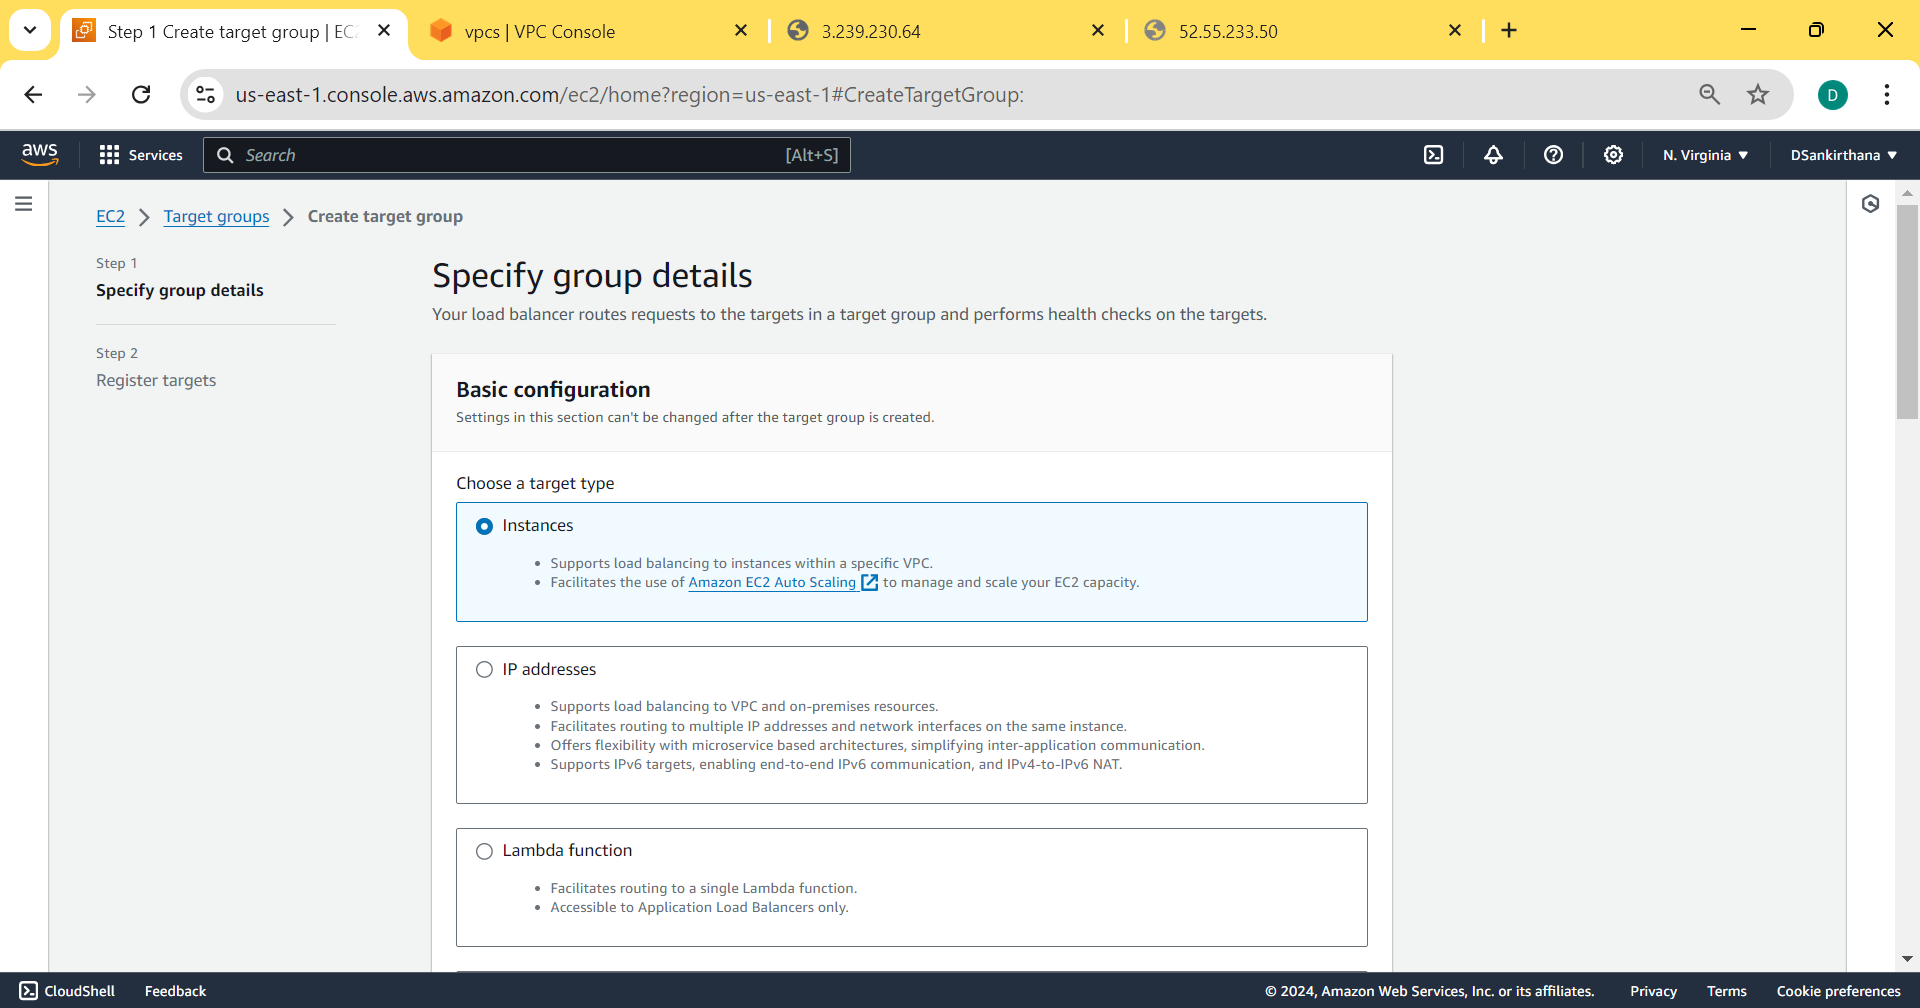 Step 1 Create target group | EC2
vpcs | VPC Console
3.239.230.64
52.55.233.50
us-east-1.console.aws.amazon.com/ec2/home?region=us-east-1#CreateTargetGroup:
D
aws
Services
Search
[Alt+S]
N. Virginia
DSankirthana
EC2
Target groups
Create target group
Step 1
Specify group details
Step 2
Register targets
Specify group details
Your load balancer routes requests to the targets in a target group and performs health checks on the targets.
Basic configuration
Settings in this section can't be changed after the target group is created.
Choose a target type
Instances
• Supports load balancing to instances within a specific VPC.
• Facilitates the use of Amazon EC2 Auto Scaling to manage and scale your EC2 capacity.
IP addresses
• Supports load balancing to VPC and on-premises resources.
• Facilitates routing to multiple IP addresses and network interfaces on the same instance.
• Offers flexibility with microservice based architectures, simplifying inter-application communication.
• Supports IPv6 targets, enabling end-to-end IPv6 communication, and IPv4-to-IPv6 NAT.
Lambda function
• Facilitates routing to a single Lambda function.
• Accessible to Application Load Balancers only.
CloudShell
Feedback
© 2024, Amazon Web Services, Inc. or its affiliates.
Privacy
Terms
Cookie preferences